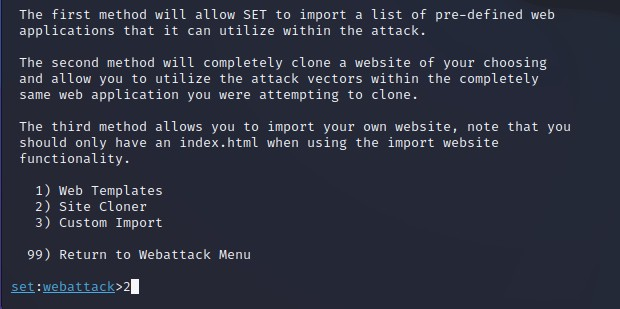 The first method will allow SET to import a list of pre-defined web
applications that it can utilize within the attack.
The second method will completely clone a website of your choosing
and allow you to utilize the attack vectors within the completely
same web application you were attempting to clone.
The third method allows you to import your own website, note that you
should only have an index.html when using the import website
functionality.
1) Web Templates
2) Site Cloner
3) Custom Import
99) Return to Webattack Menu
set:webattack>2